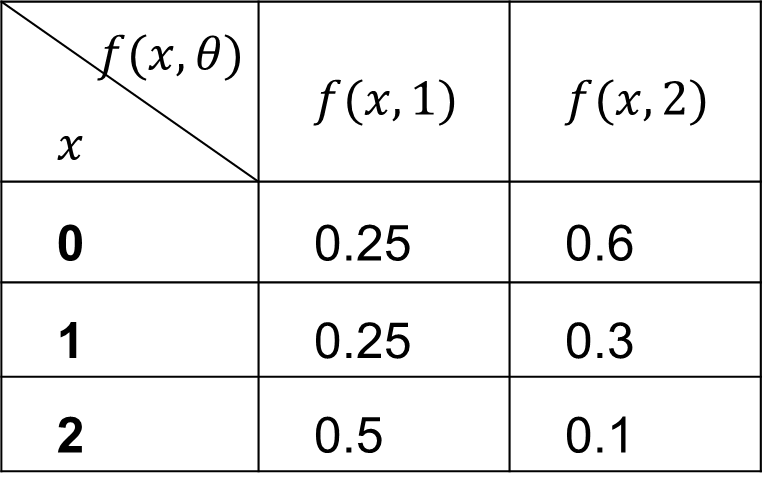 f(x, θ)
x
f(x, 1)
f(x, 2)
0 0.25 0.6
1 0.25 0.3
2 0.5 0.1